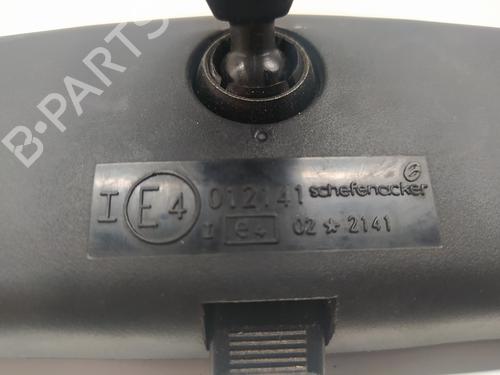 I E4 012141 schefenacker
I e4 02 * 2141
B-PARTS